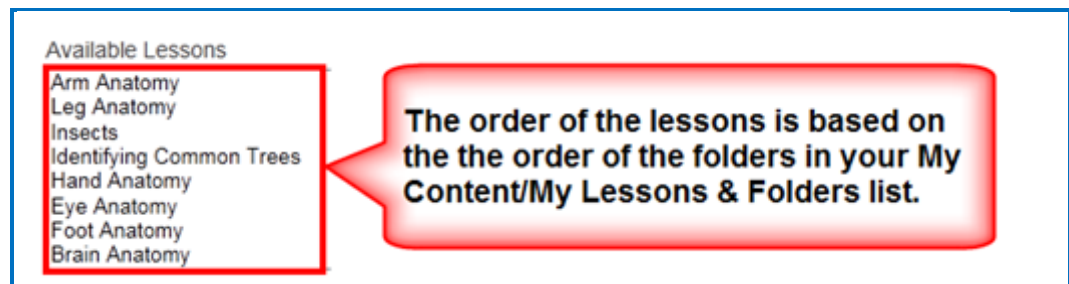 Available Lessons
Arm Anatomy
Leg Anatomy
Insects
Identifying Common Trees
Hand Anatomy
Eye Anatomy
Foot Anatomy
Brain Anatomy
The order of the lessons is based on
the the order of the folders in your My
Content/My Lessons & Folders list.